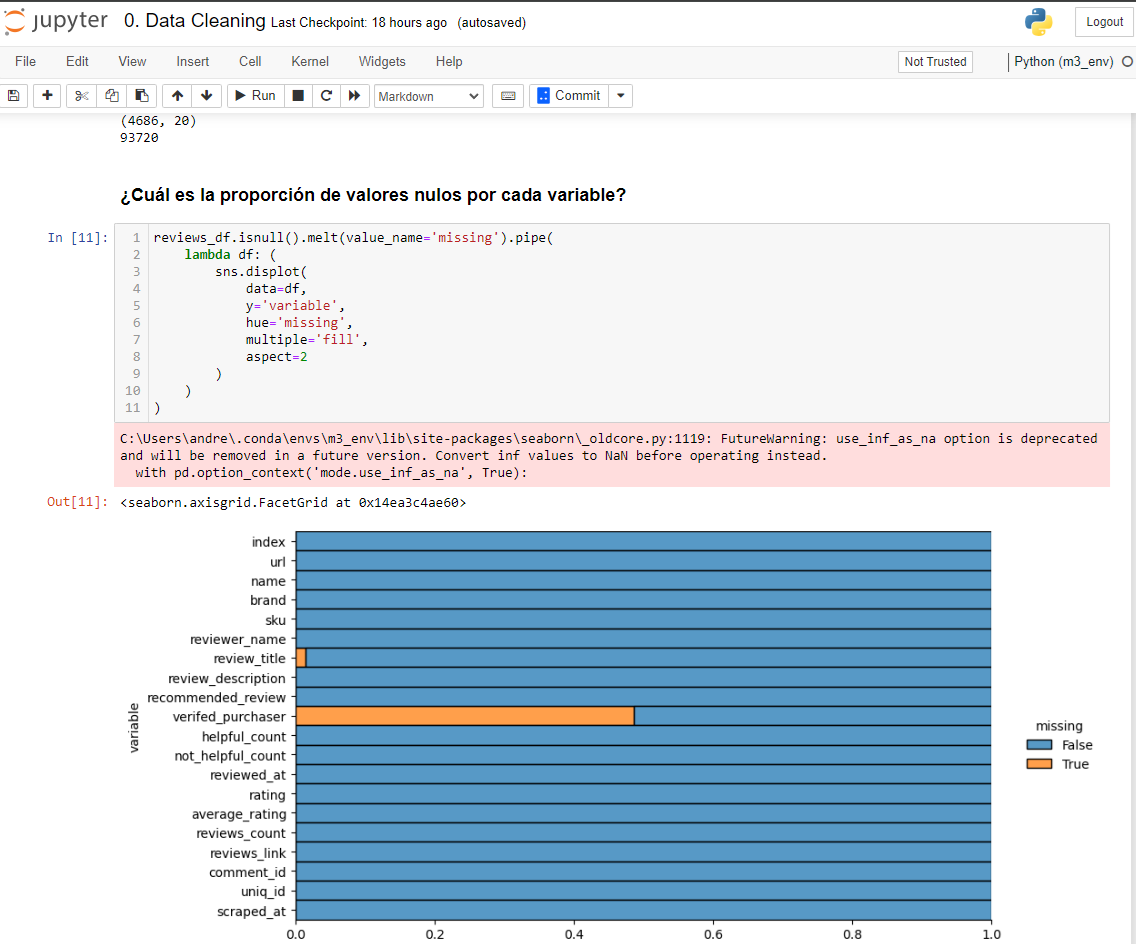 jupyter 0. Data Cleaning Last Checkpoint: 18 hours ago (autosaved) Logout
File Edit View Insert Cell Kernel Widgets Help Not Trusted Python (m3_env)
Run Markdown Commit
(4686, 20)
93720
¿Cuál es la proporción de valores nulos por cada variable?
In [11]:
1 reviews_df.isnull().melt(value_name='missing').pipe(
2     lambda df: (
3         sns.displot(
4             data=df,
5             y='variable',
6             hue='missing',
7             multiple='fill',
8             aspect=2
9         )
10     )
11 )
C:\Users\andre\.conda\envs\m3_env\lib\site-packages\seaborn\_oldcore.py:1119: FutureWarning: use_inf_as_na option is deprecated
and will be removed in a future version. Convert inf values to NaN before operating instead.
  with pd.option_context('mode.use_inf_as_na', True):
Out[11]: <seaborn.axisgrid.FacetGrid at 0x14ea3c4ae60>
variable
index
url
name
brand
sku
reviewer_name
review_title
review_description
recommended_review
verifed_purchaser
helpful_count
not_helpful_count
reviewed_at
rating
average_rating
reviews_count
reviews_link
comment_id
uniq_id
scraped_at
0.0 0.2 0.4 0.6 0.8 1.0
missing
False
True